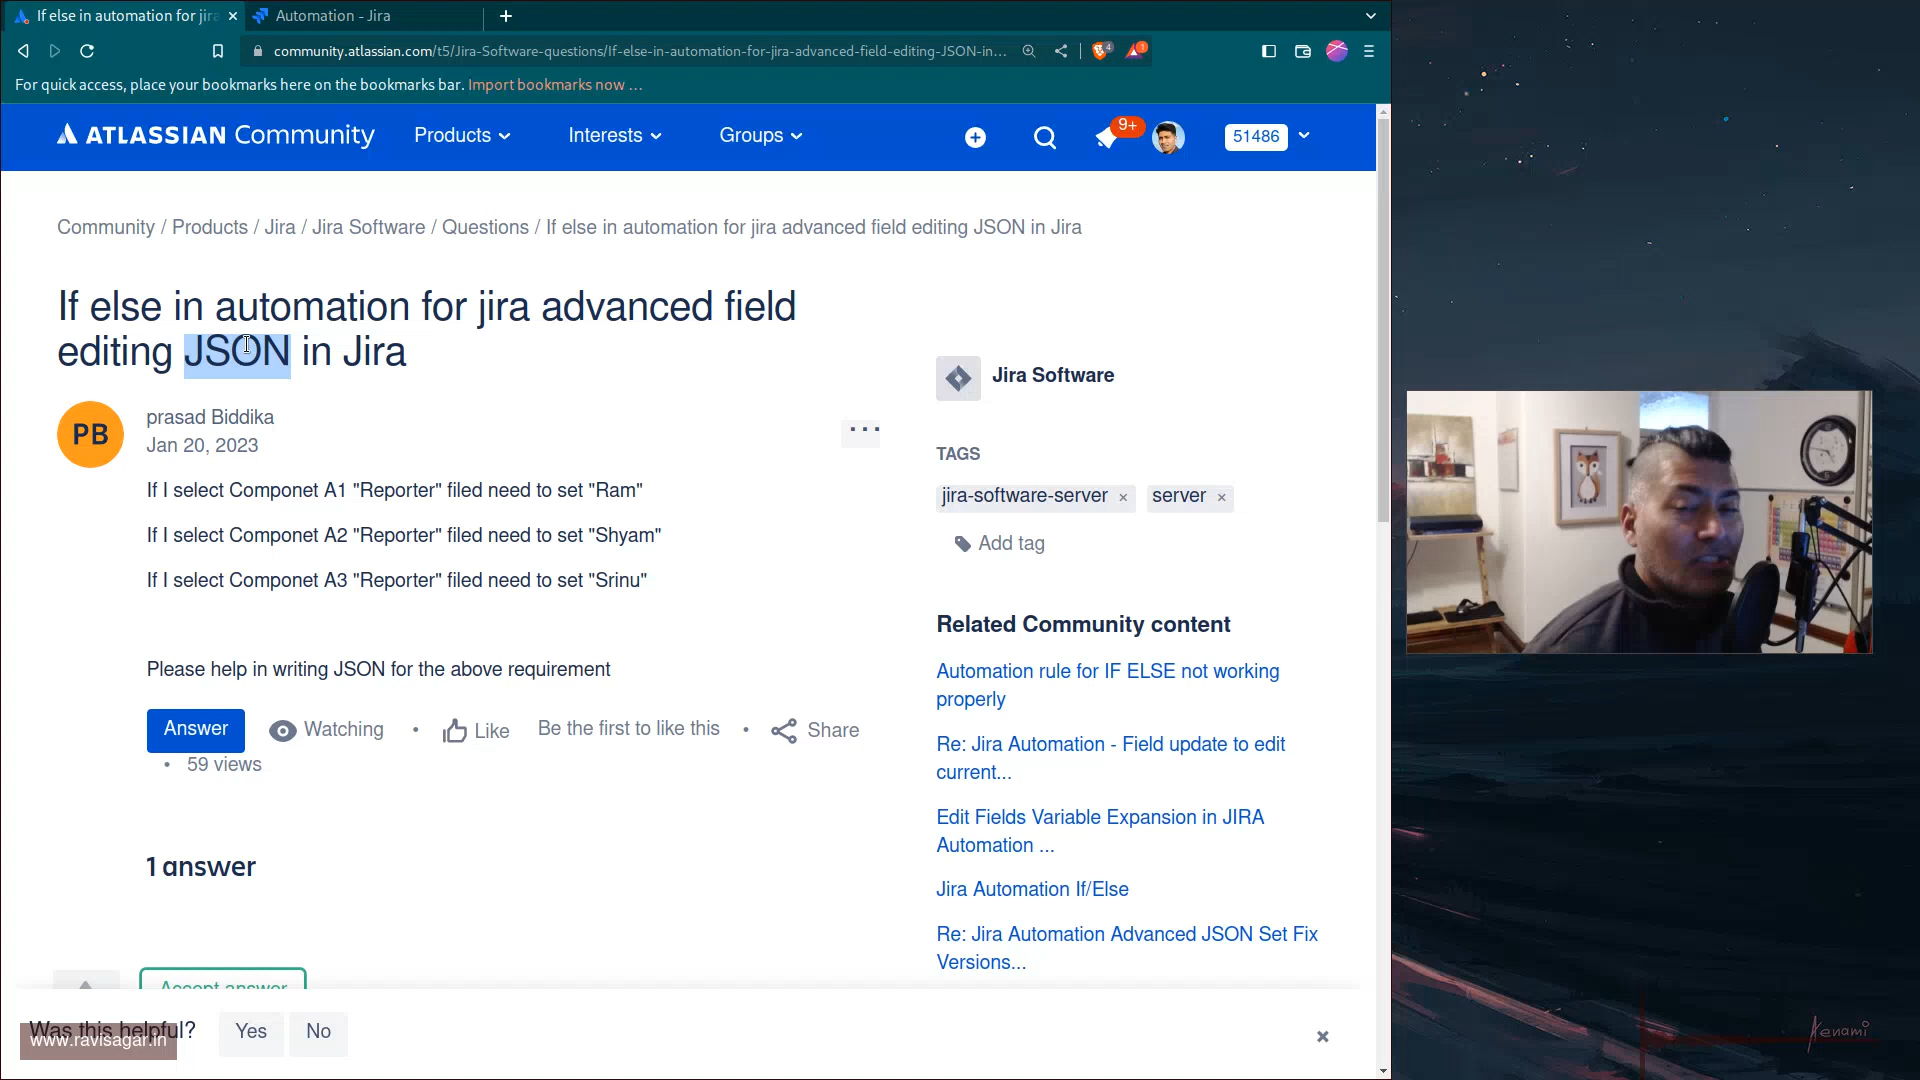 If else in automation for jira
Automation - Jira
community.atlassian.com/t5/Jira-Software-questions/If-else-in-automation-for-jira-advanced-field-editing-JSON-in...
4
1
For quick access, place your bookmarks here on the bookmarks bar. Import bookmarks now ...
ATLASSIAN Community
Products
Interests
Groups
9+
51486
Community / Products / Jira / Jira Software / Questions / If else in automation for jira advanced field editing JSON in Jira
If else in automation for jira advanced field
editing JSON in Jira
PB
prasad Biddika
Jan 20, 2023
...
If I select Componet A1 "Reporter" filed need to set "Ram"
If I select Componet A2 "Reporter" filed need to set "Shyam"
If I select Componet A3 "Reporter" filed need to set "Srinu"
Please help in writing JSON for the above requirement
Answer
Watching
• Like
Be the first to like this
• Share
• 59 views
1 answer
Accept answer
Jira Software
TAGS
jira-software-server ×
server ×
Add tag
Related Community content
Automation rule for IF ELSE not working
properly
Re: Jira Automation - Field update to edit
current...
Edit Fields Variable Expansion in JIRA
Automation ...
Jira Automation If/Else
Re: Jira Automation Advanced JSON Set Fix
Versions...
Was this helpful?
Yes
No
www.ravisagar.in
Kenami